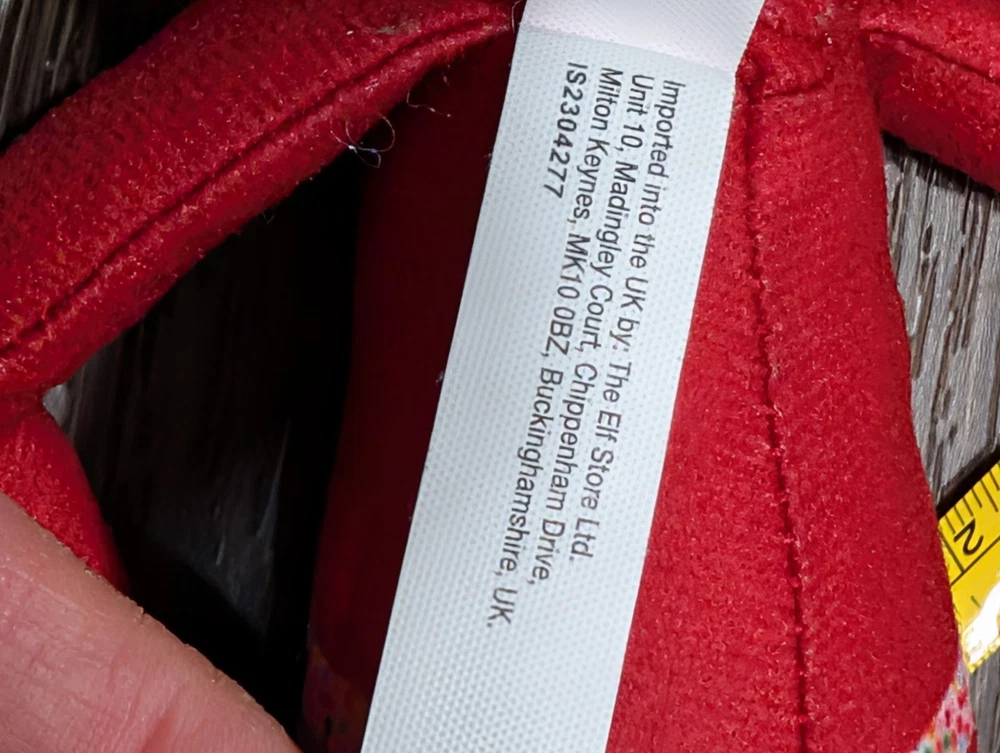 Imported into the UK by: The Elf Store Ltd.
Unit 10, Madingley Court, Chippenham Drive,
Milton Keynes, MK10 0BZ, Buckinghamshire, UK.
IS2304277
2